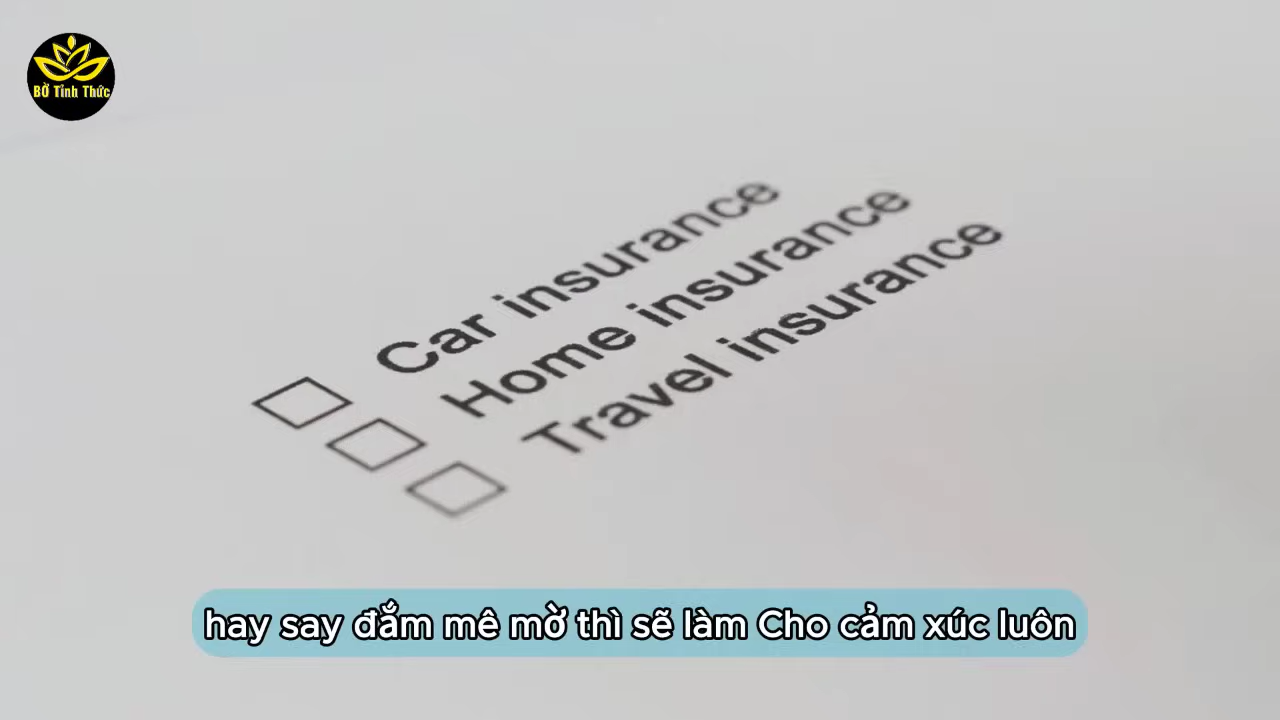 BỜ Tỉnh Thức
Car insurance
Home insurance
Travel insurance
hay say đắm mê mờ thì sẽ làm Cho cảm xúc luôn